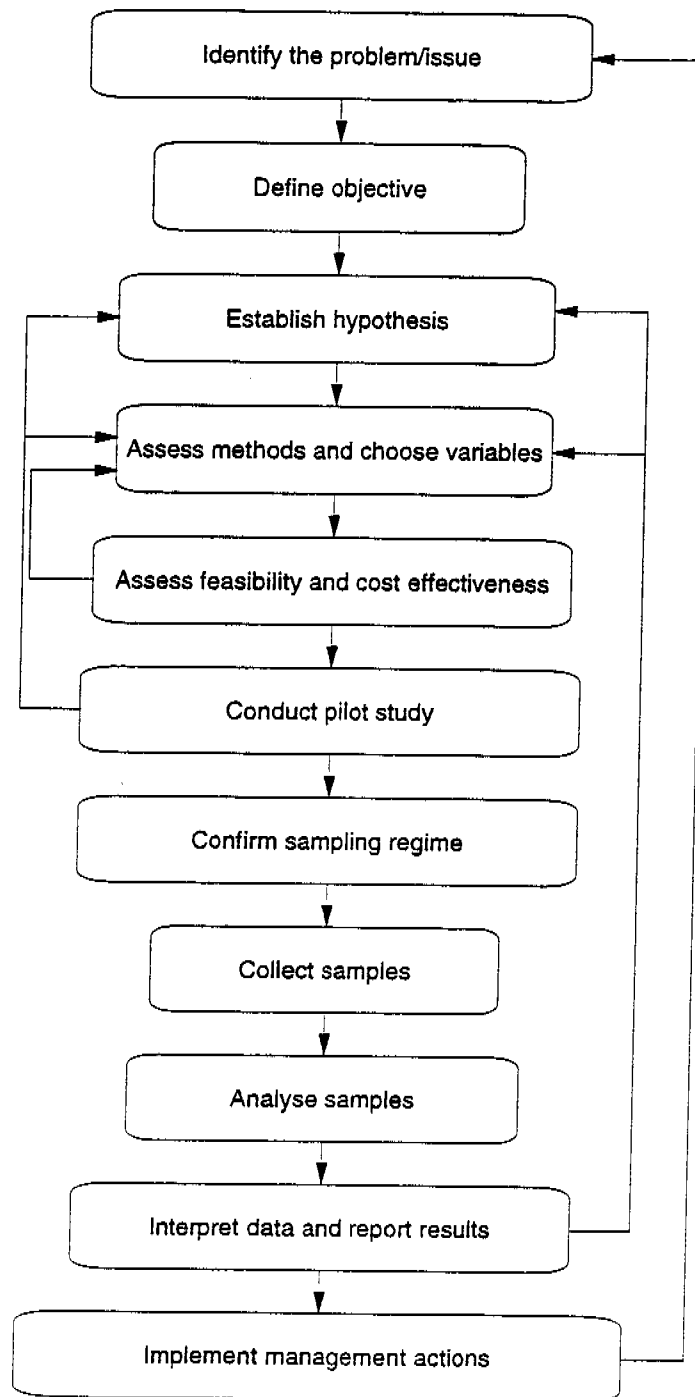 Identify the problem/issue
Define objective
Establish hypothesis
Assess methods and choose variables
Assess feasibility and cost effectiveness
Conduct pilot study
Confirm sampling regime
Collect samples
Analyse samples
Interpret data and report results
Implement management actions